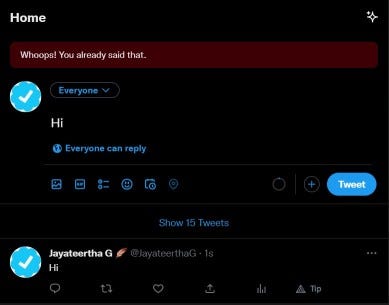 Home
Whoops! You already said that.
Everyone
Hi
Everyone can reply
GIF
Tweet
Show 15 Tweets
Jayateertha G 🪶 @JayateerthaG · 1s
Hi
Tip